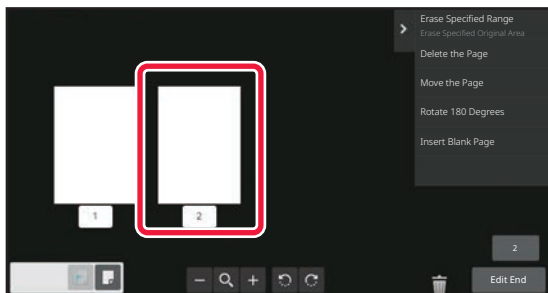 Erase Specified Range
Erase Specified Original Area
Delete the Page
Move the Page
Rotate 180 Degrees
Insert Blank Page
1
2
2
Edit End